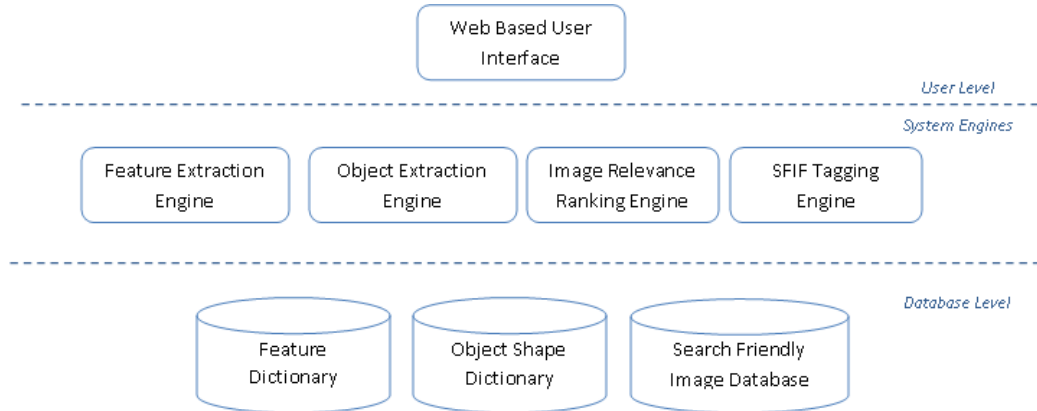 Web Based User
Interface
User Level
System Engines
Feature Extraction
Engine
Object Extraction
Engine
Image Relevance
Ranking Engine
SFIF Tagging
Engine
Database Level
Feature
Dictionary
Object Shape
Dictionary
Search Friendly
Image Database